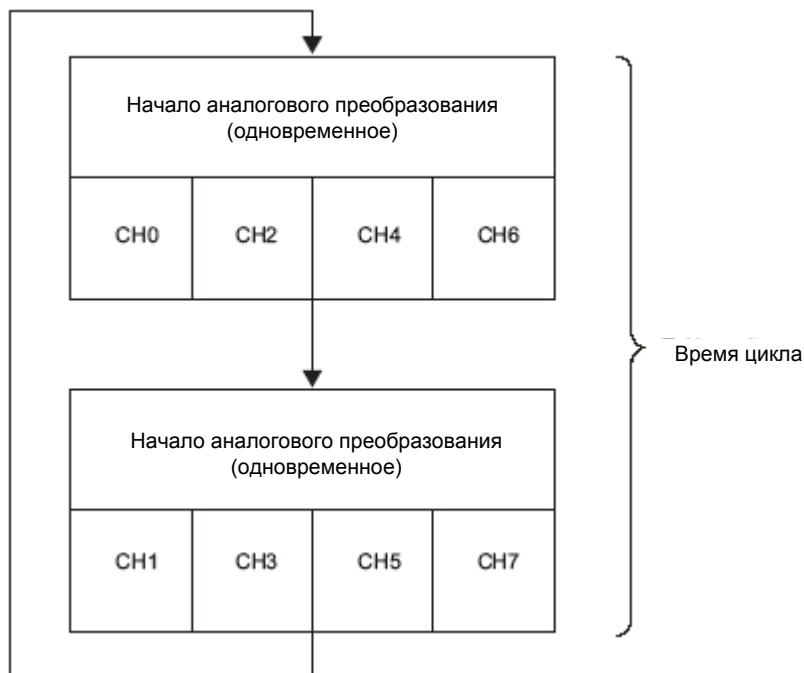 Начало аналогового преобразования
(одновременное)
CH0 CH2 CH4 CH6
Время цикла
Начало аналогового преобразования
(одновременное)
CH1 CH3 CH5 CH7